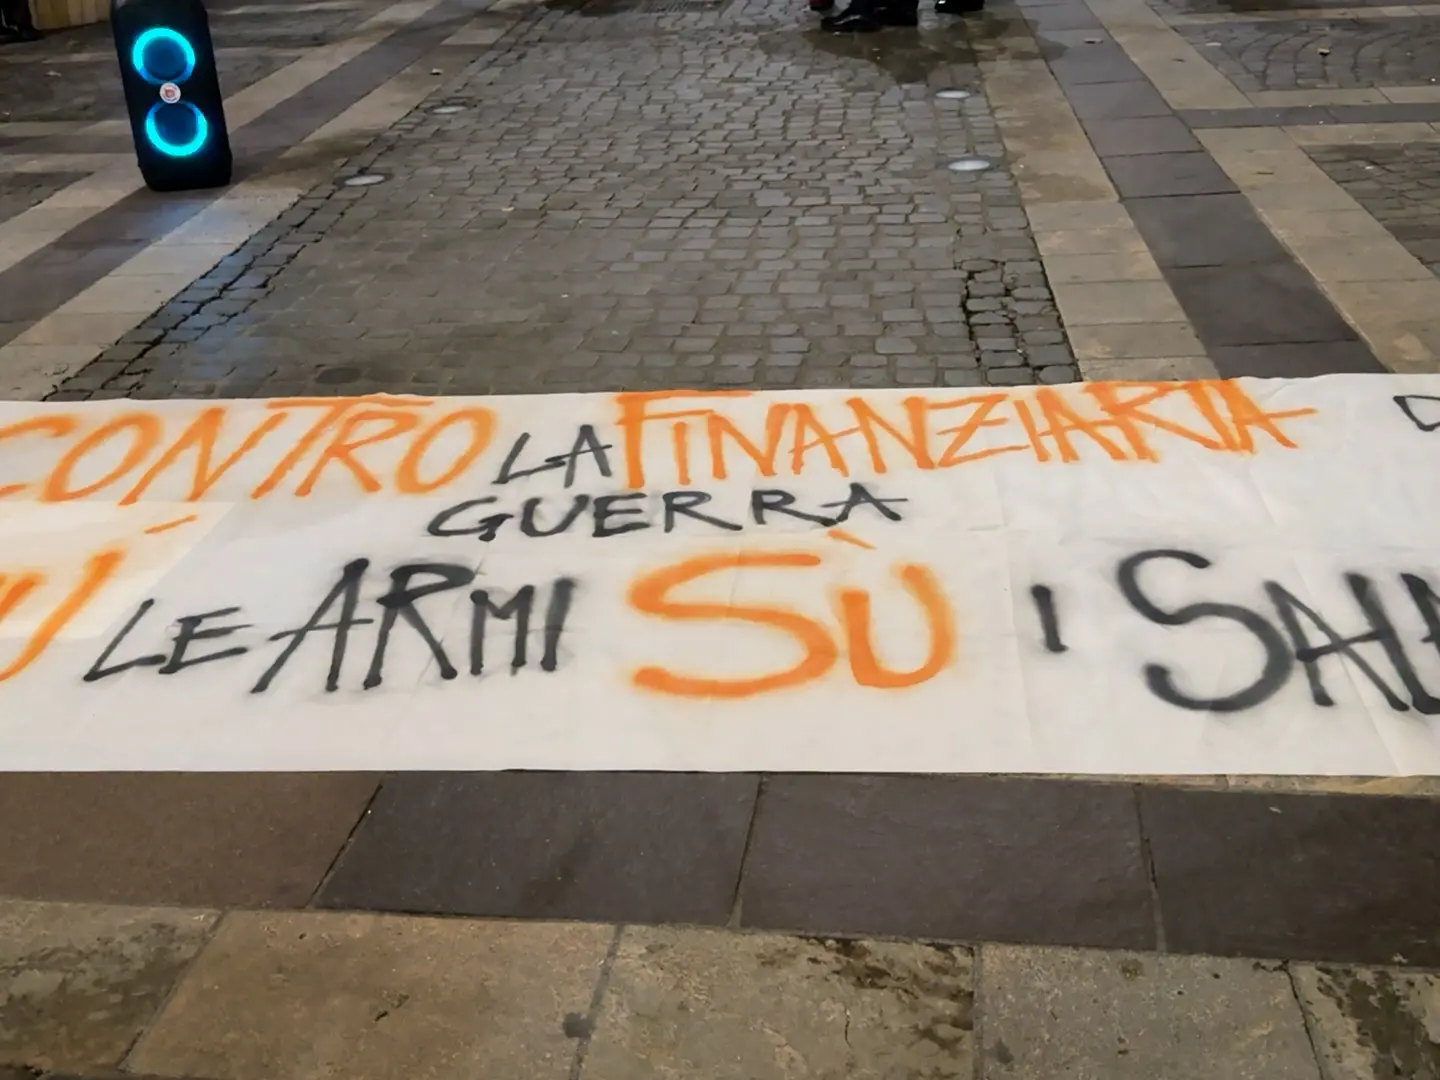 CONTRO LA FINANZIARIA
GUERRA
LE ARMI SÙ I